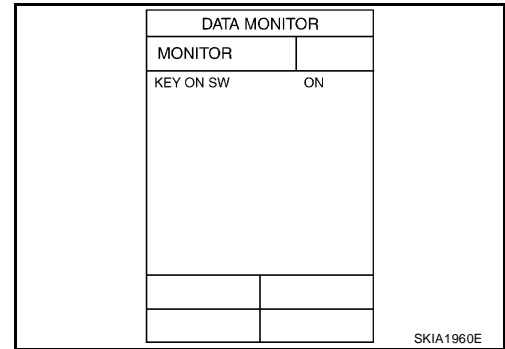 DATA MONITOR
MONITOR
KEY ON SW ON
SKIA1960E